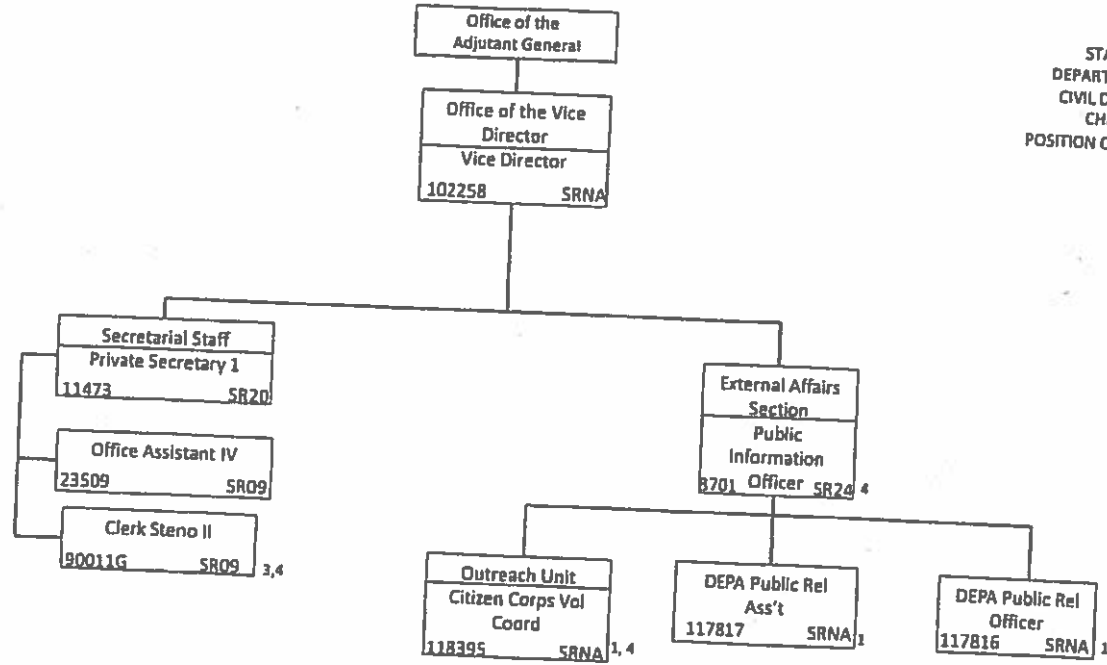 Office of the
Adjutant General
STA
DEPART
CIVIL D
CH
POSITION O
Office of the Vice
Director
Vice Director
102258 SRNA
Secretarial Staff
Private Secretary 1
11473 SR20
Office Assistant IV
23509 SR09
Clerk Steno II
90011G SR09 3,4
External Affairs
Section
Public
Information
Officer
8701 SR24 4
Outreach Unit
Citizen Corps Vol
Coord
118395 SRNA 1, 4
DEPA Public Rel
Ass't
117817 SRNA 1
DEPA Public Rel
Officer
117816 SRNA 1